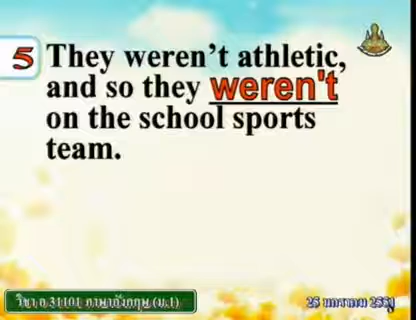 5 They weren't athletic,
and so they weren't
on the school sports
team.
วิชา อ 31101 ภาษาอังกฤษ (ม.1)
25 มกราคม